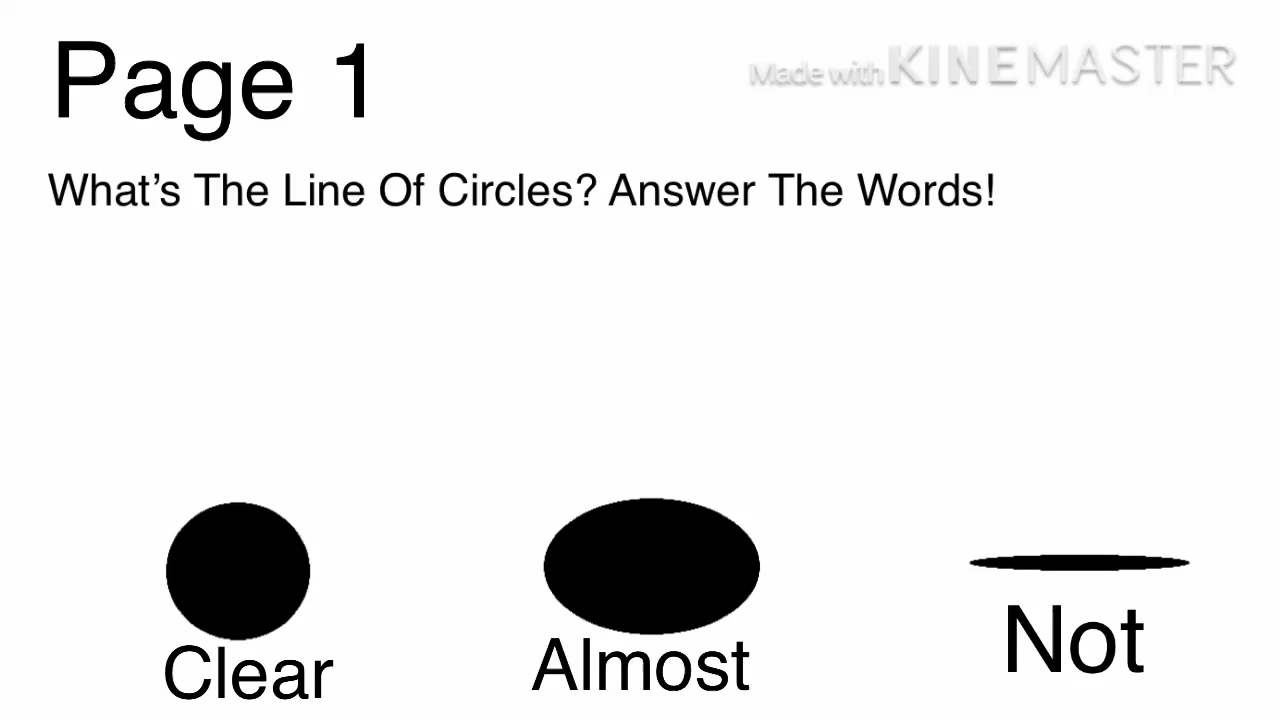 Page 1
Made with KINEMASTER
What’s The Line Of Circles? Answer The Words!
Clear
Almost
Not